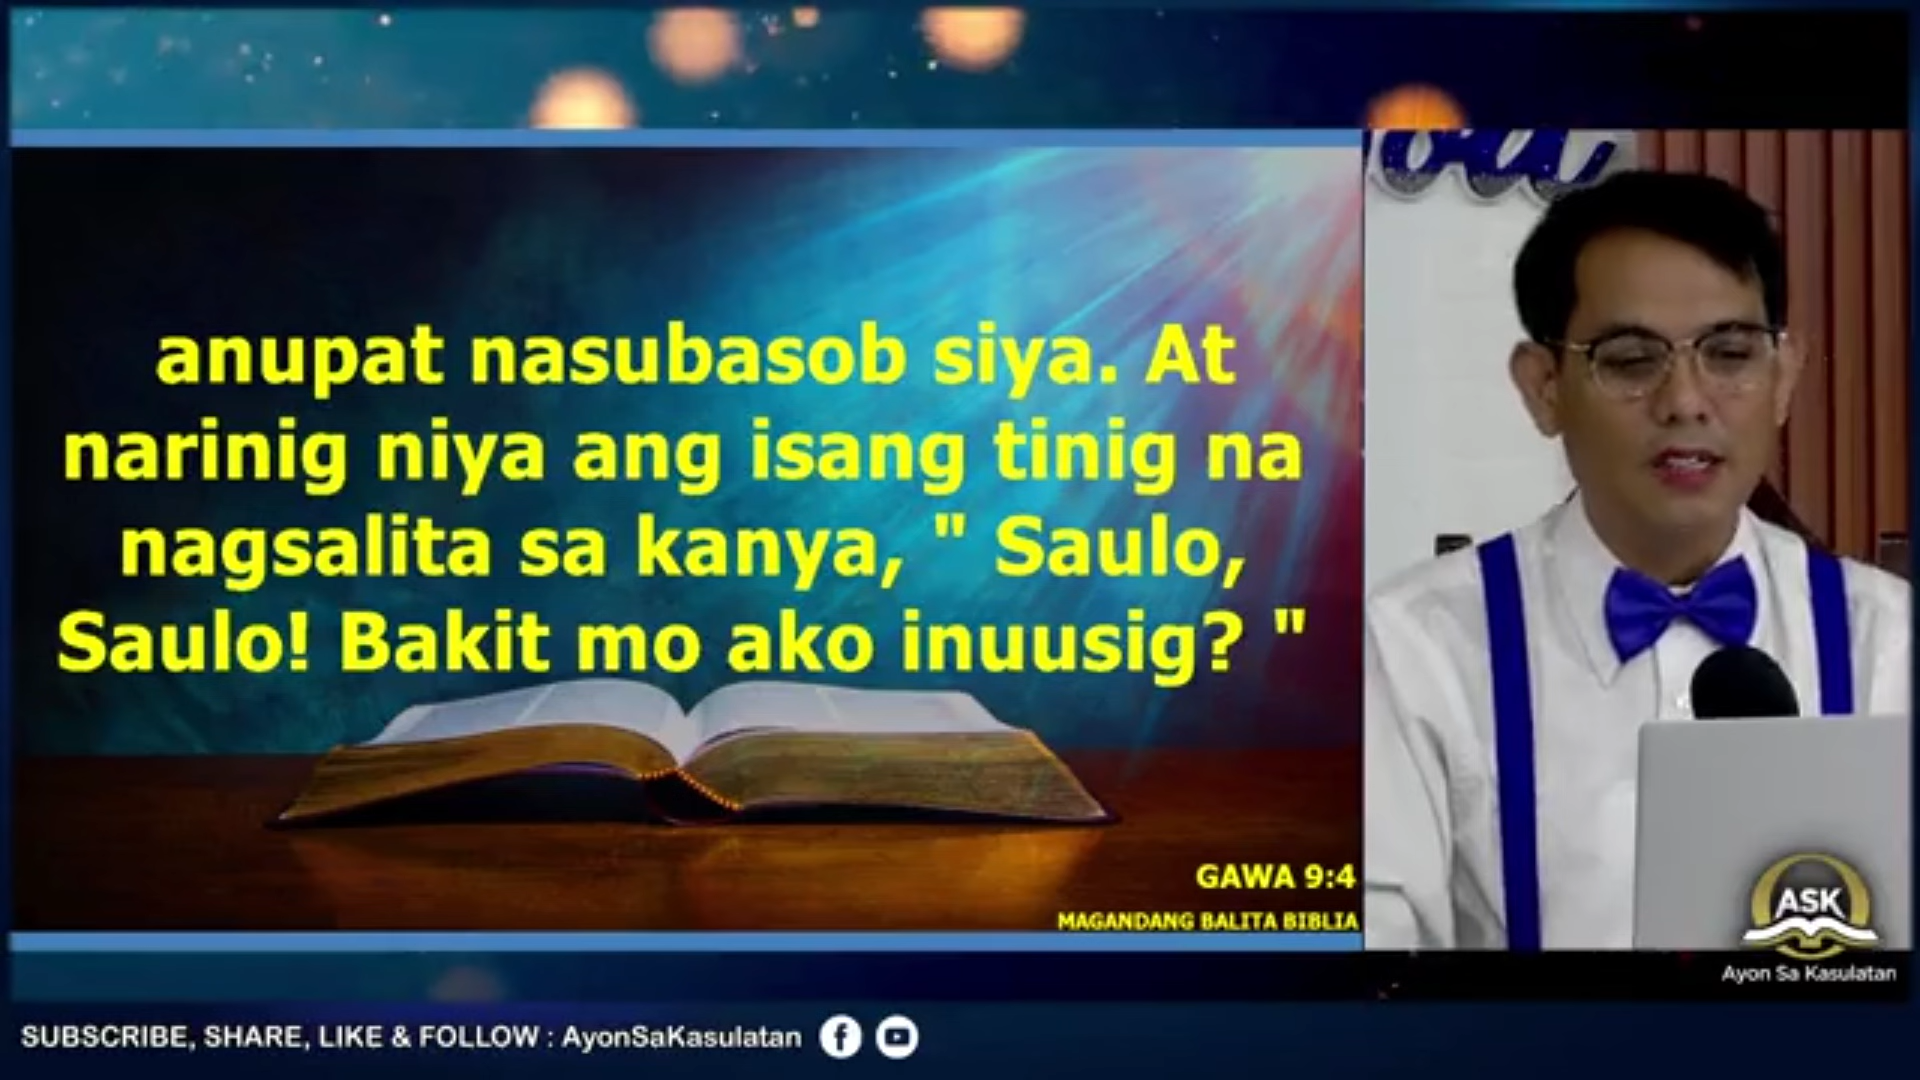 anupat nasubasob siya. At
narinig niya ang isang tinig na
nagsalita sa kanya, " Saulo,
Saulo! Bakit mo ako inuusig? "
GAWA 9:4
MAGANDANG BALITA BIBLIA
ASK
Ayon Sa Kasulatan
SUBSCRIBE, SHARE, LIKE & FOLLOW : AyonSaKasulatan